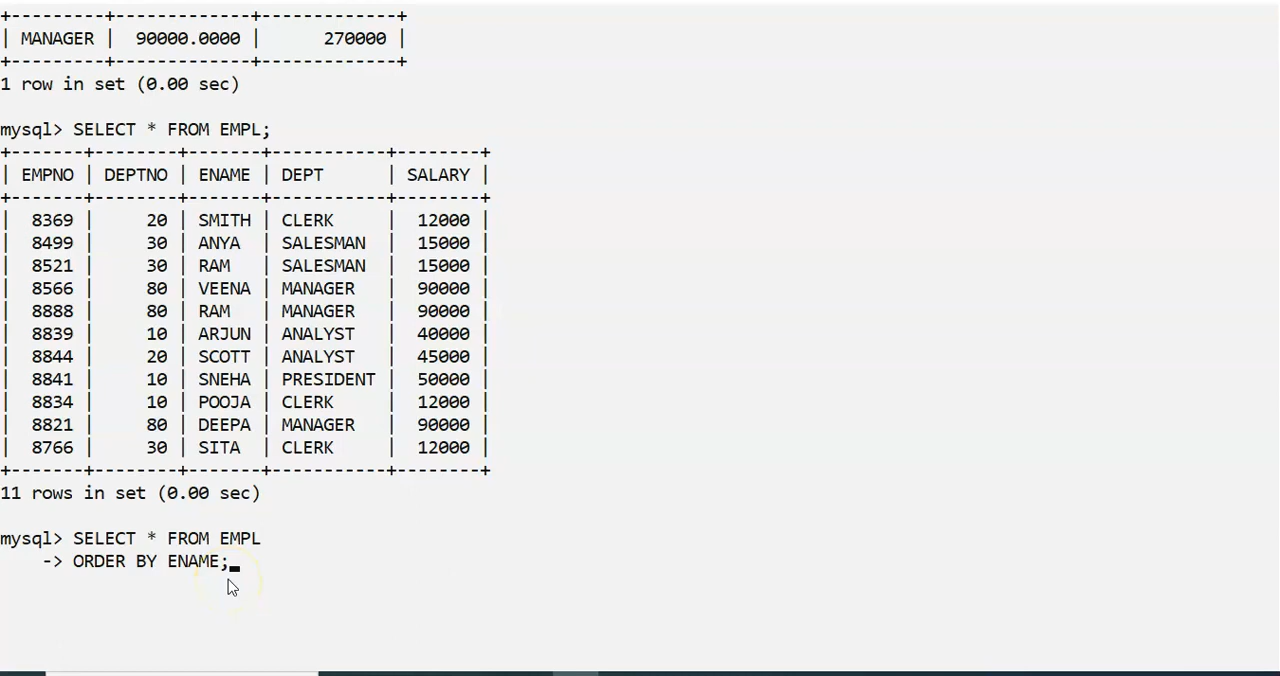 +---------+-------------+-------------+
| MANAGER |  90000.0000 |      270000 |
+---------+-------------+-------------+
1 row in set (0.00 sec)
mysql> SELECT * FROM EMPL;
+-------+--------+-------+-----------+--------+
| EMPNO | DEPTNO | ENAME | DEPT      | SALARY |
+-------+--------+-------+-----------+--------+
|  8369 |     20 | SMITH | CLERK     |  12000 |
|  8499 |     30 | ANYA  | SALESMAN  |  15000 |
|  8521 |     30 | RAM   | SALESMAN  |  15000 |
|  8566 |     80 | VEENA | MANAGER   |  90000 |
|  8888 |     80 | RAM   | MANAGER   |  90000 |
|  8839 |     10 | ARJUN | ANALYST   |  40000 |
|  8844 |     20 | SCOTT | ANALYST   |  45000 |
|  8841 |     10 | SNEHA | PRESIDENT |  50000 |
|  8834 |     10 | POOJA | CLERK     |  12000 |
|  8821 |     80 | DEEPA | MANAGER   |  90000 |
|  8766 |     30 | SITA  | CLERK     |  12000 |
+-------+--------+-------+-----------+--------+
11 rows in set (0.00 sec)
mysql> SELECT * FROM EMPL
    -> ORDER BY ENAME;